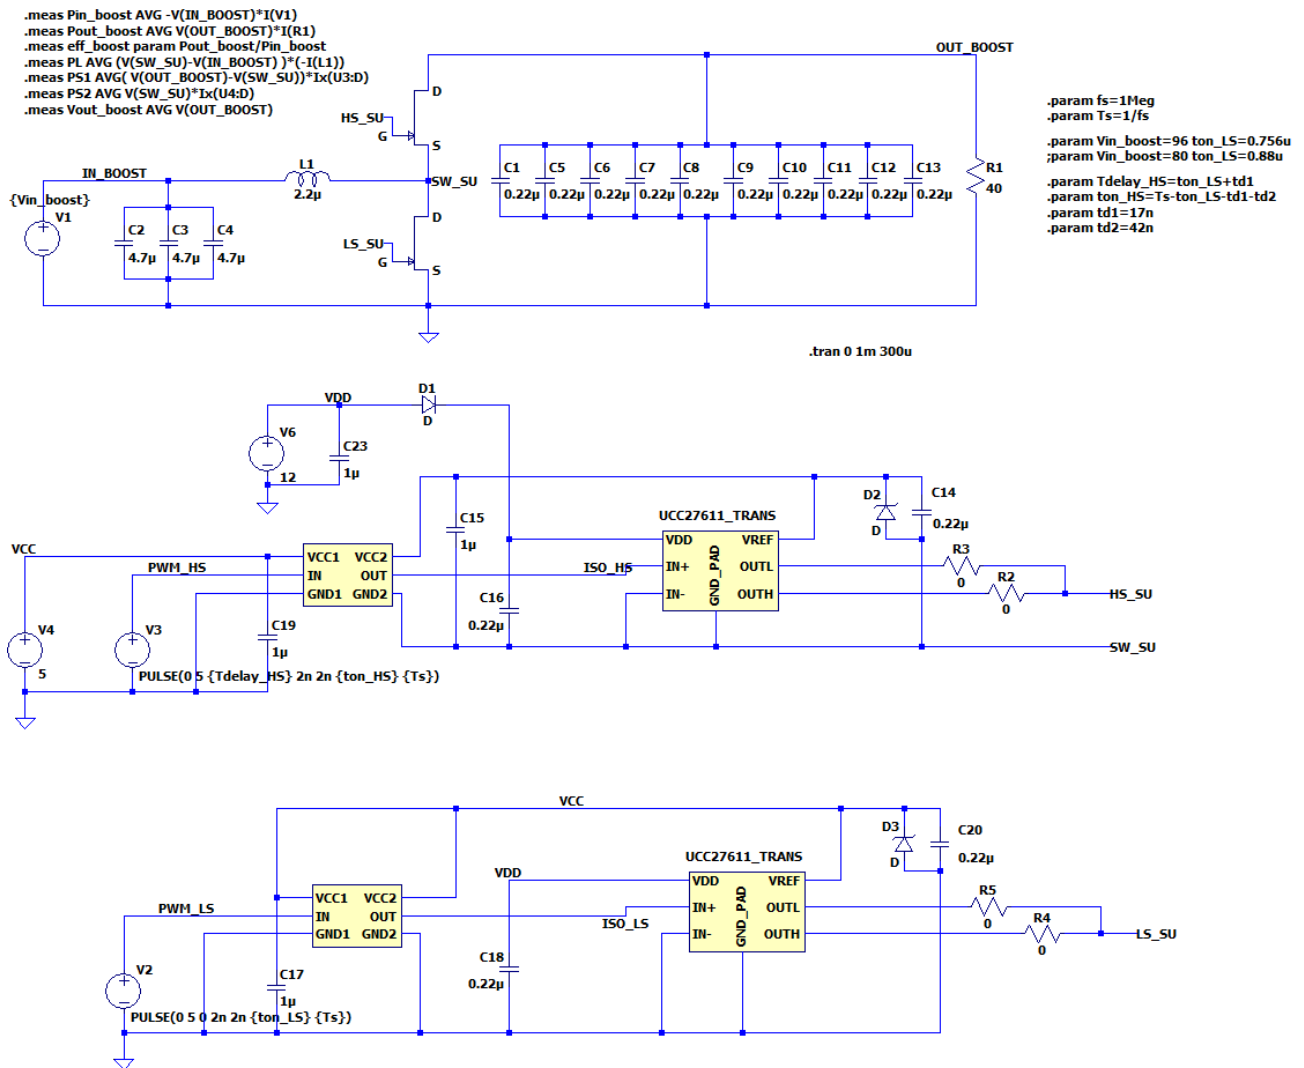 .meas Pin_boost AVG -V(IN_BOOST)*I(V1)
.meas Pout_boost AVG V(OUT_BOOST)*I(R1)
.meas eff_boost param Pout_boost/Pin_boost
.meas PL AVG (V(SW_SU)-V(IN_BOOST) )*(-I(L1))
.meas PS1 AVG( V(OUT_BOOST)-V(SW_SU))*Ix(U3:D)
.meas PS2 AVG V(SW_SU)*Ix(U4:D)
.meas Vout_boost AVG V(OUT_BOOST)
OUT_BOOST
.param fs=1Meg
.param Ts=1/fs
.param Vin_boost=96 ton_LS=0.756u
;param Vin_boost=80 ton_LS=0.88u
.param Tdelay_HS=ton_LS+td1
.param ton_HS=Ts-ton_LS-td1-td2
.param td1=17n
.param td2=42n
D
HS_SU
G
S
IN_BOOST
L1
2.2µ
SW_SU
{Vin_boost}
V1
C2
4.7µ
C3
4.7µ
C4
4.7µ
D
LS_SU
G
S
C1
0.22µ
C5
0.22µ
C6
0.22µ
C7
0.22µ
C8
0.22µ
C9
0.22µ
C10
0.22µ
C11
0.22µ
C12
0.22µ
C13
0.22µ
R1
40
.tran 0 1m 300u
VDD
D1
D
V6
12
C23
1µ
C15
1µ
UCC27611_TRANS
VDD
VREF
IN+
OUTL
IN-
OUTH
GND_PAD
D2
D
C14
0.22µ
R3
0
R2
0
HS_SU
SW_SU
VCC
PWM_HS
VCC1
VCC2
IN
OUT
GND1
GND2
ISO_HS
C16
0.22µ
C19
1µ
V4
5
V3
PULSE(0 5 {Tdelay_HS} 2n 2n {ton_HS} {Ts})
VCC
D3
D
C20
0.22µ
UCC27611_TRANS
VDD
VDD
VREF
IN+
OUTL
IN-
OUTH
GND_PAD
R5
0
R4
0
LS_SU
PWM_LS
VCC1
VCC2
IN
OUT
GND1
GND2
ISO_LS
C18
0.22µ
V2
C17
1µ
PULSE(0 5 0 2n 2n {ton_LS} {Ts})